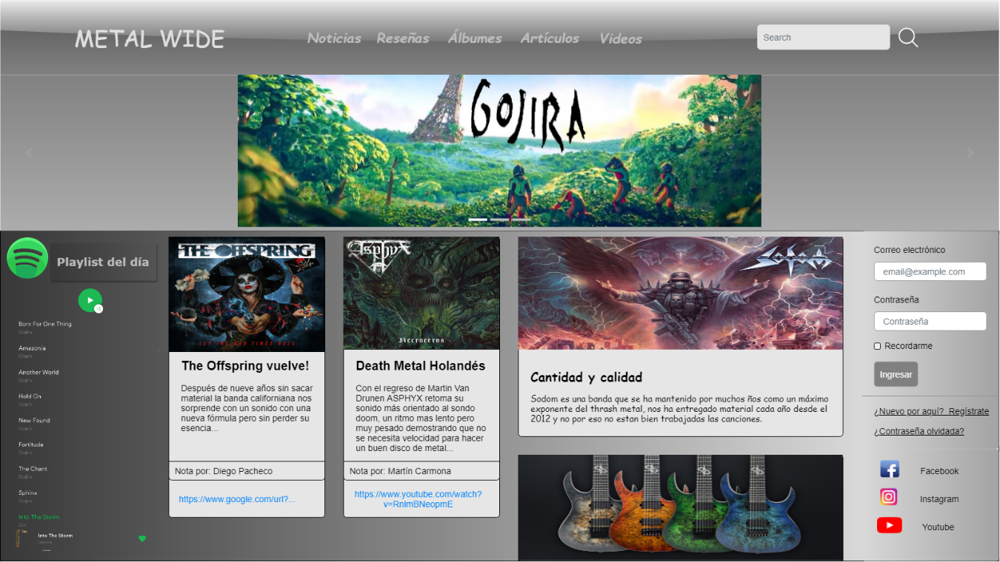 METAL WIDE
Noticias Reseñas Álbumes Artículos Videos
Search
GOJIRA
Playlist del día
Born For One Thing
Gojira
Amazonia
Gojira
Another World
Gojira
Hold On
Gojira
New Found
Gojira
Fortitude
Gojira
The Chant
Gojira
Sphinx
Gojira
Into The Storm
Into The Storm
THE OFFSPRING
LET THE BAD TIMES ROLL
The Offspring vuelve!
Después de nueve años sin sacar
material la banda californiana nos
sorprende con un sonido con una
nueva fórmula pero sin perder su
esencia...
Nota por: Diego Pacheco
https://www.google.com/url?...
Asphyx
Necroceros
Death Metal Holandés
Con el regreso de Martin Van
Drunen ASPHYX retoma su
sonido más orientado al sondo
doom, un ritmo mas lento pero
muy pesado demostrando que no
se necesita velocidad para hacer
un buen disco de metal...
Nota por: Martín Carmona
https://www.youtube.com/watch?
v=RnlmBNeopmE
SODOM
Cantidad y calidad
Sodom es una banda que se ha mantenido por muchos ños como un máximo
exponente del thrash metal, nos ha entregado material cada año desde el
2012 y no por eso no estan bien trabajadas las canciones.
Correo electrónico
email@example.com
Contraseña
Contraseña
Recordarme
Ingresar
¿Nuevo por aquí? Regístrate
¿Contraseña olvidada?
Facebook
Instagram
Youtube